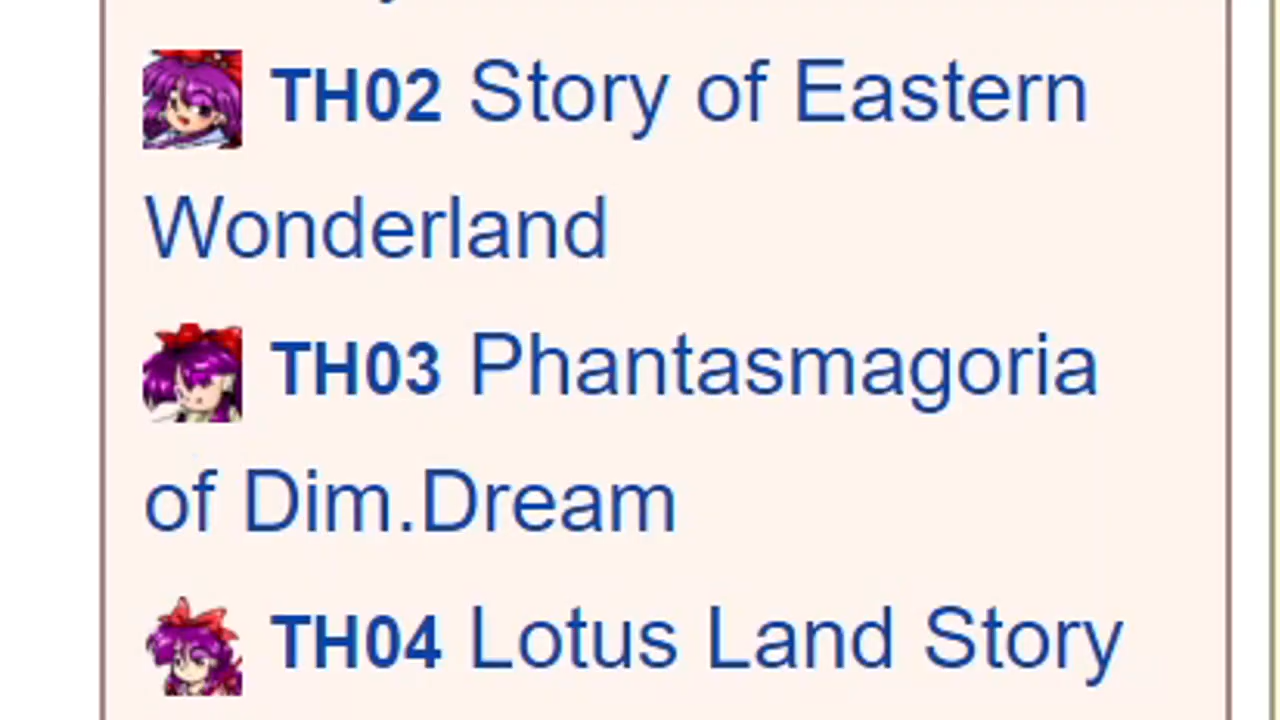 TH02 Story of Eastern
Wonderland
TH03 Phantasmagoria
of Dim.Dream
TH04 Lotus Land Story